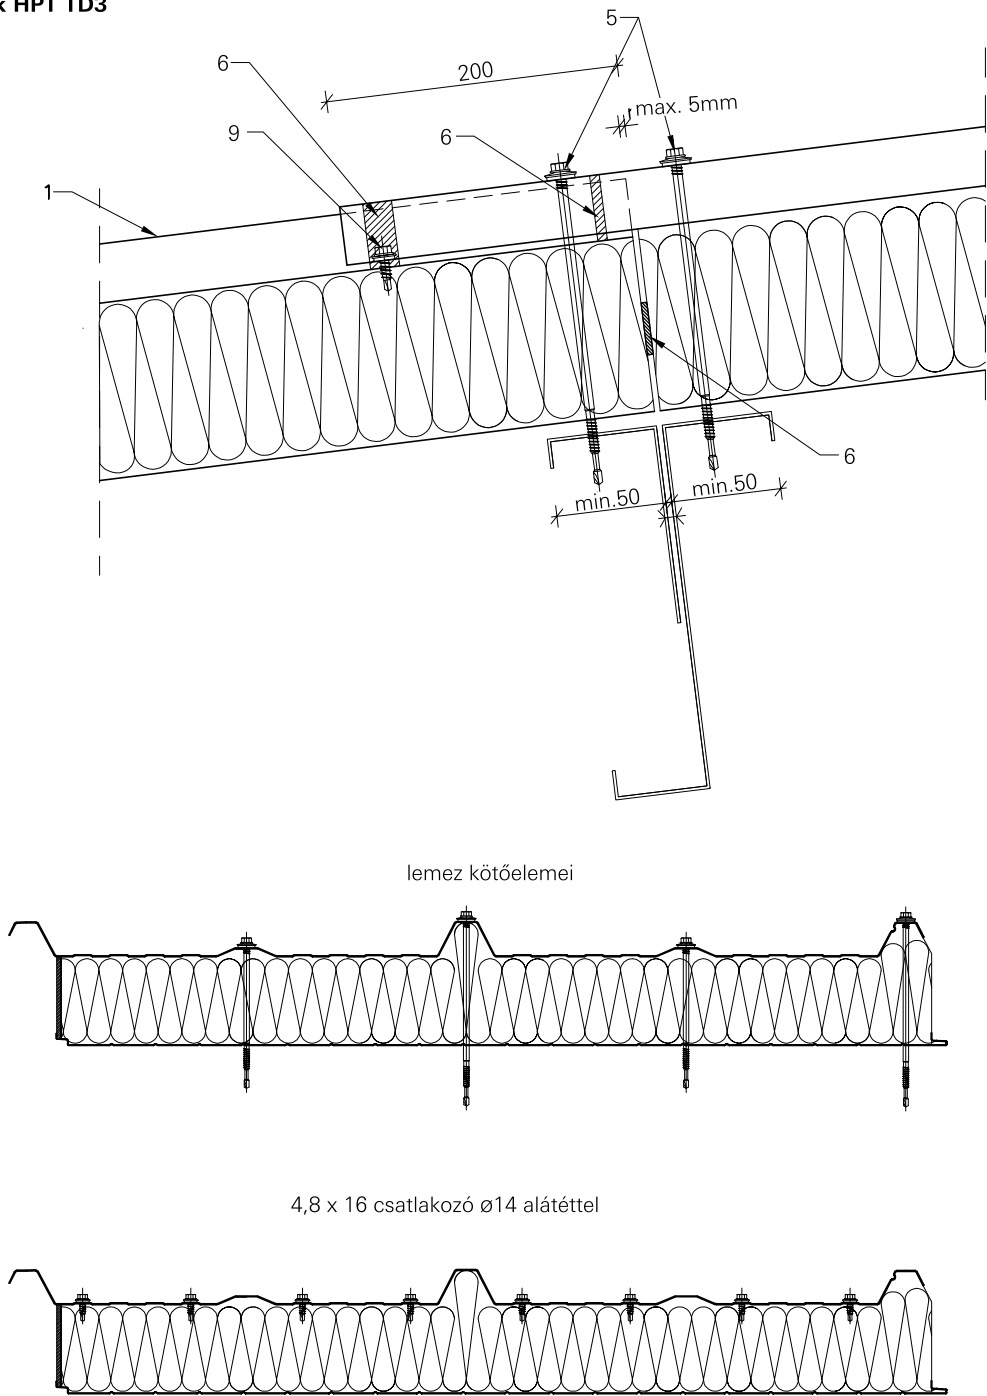 HPT TD3
5
6
200
max. 5mm
9
6
1
6
min.50
min.50
lemez kötőelemei
4,8 x 16 csatlakozó ø14 alátéttel